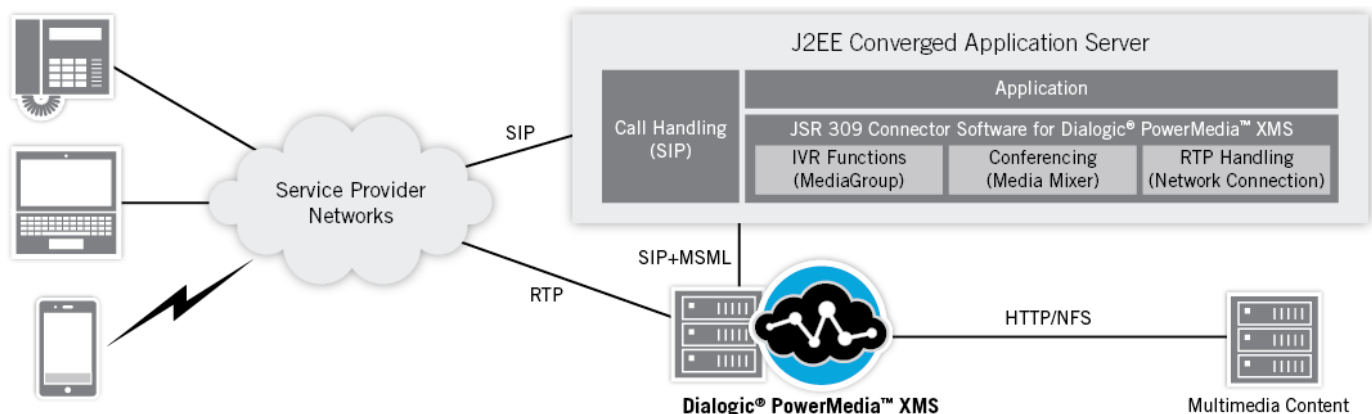 J2EE Converged Application Server
Call Handling
(SIP)
Application
JSR 309 Connector Software for Dialogic® PowerMedia™ XMS
IVR Functions
(MediaGroup)
Conferencing
(Media Mixer)
RTP Handling
(Network Connection)
SIP
Service Provider
Networks
SIP+MSML
RTP
HTTP/NFS
Dialogic® PowerMedia™ XMS
Multimedia Content